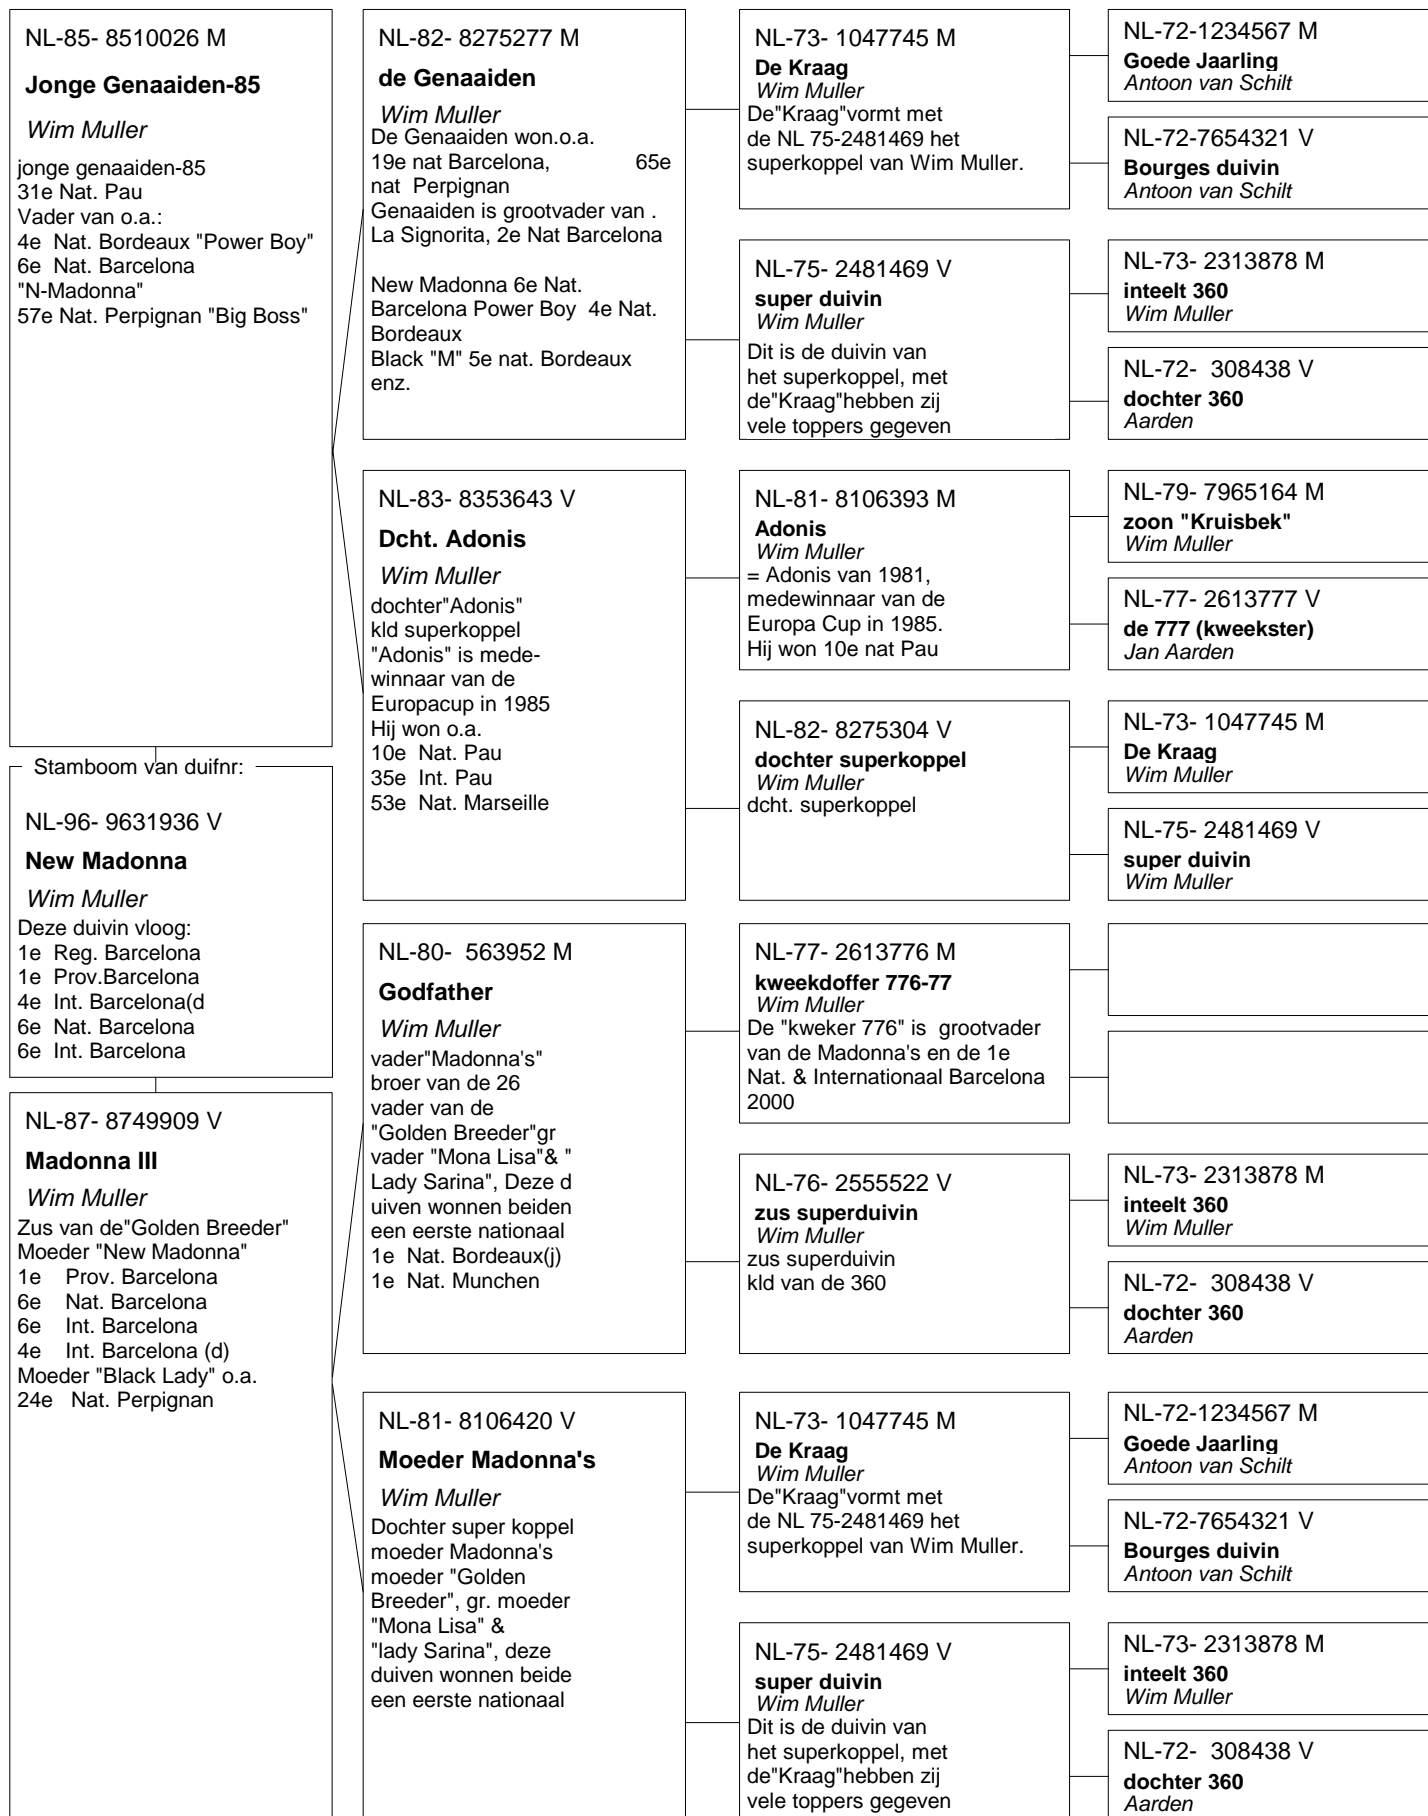 NL-85- 8510026 M
Jonge Genaaiden-85
Wim Muller
jonge genaaiden-85
31e Nat. Pau
Vader van o.a.:
4e  Nat. Bordeaux "Power Boy"
6e  Nat. Barcelona
"N-Madonna"
57e Nat. Perpignan "Big Boss"
Stamboom van duifnr:
NL-96- 9631936 V
New Madonna
Wim Muller
Deze duivin vloog:
1e  Reg. Barcelona
1e  Prov.Barcelona
4e  Int. Barcelona(d
6e  Nat. Barcelona
6e  Int. Barcelona
NL-87- 8749909 V
Madonna III
Wim Muller
Zus van de"Golden Breeder"
Moeder "New Madonna"
1e    Prov. Barcelona
6e    Nat. Barcelona
6e    Int. Barcelona
4e    Int. Barcelona (d)
Moeder "Black Lady" o.a.
24e   Nat. Perpignan
NL-82- 8275277 M
de Genaaiden
Wim Muller
De Genaaiden won.o.a.
19e nat Barcelona,            65e
nat  Perpignan
Genaaiden is grootvader van .
La Signorita, 2e Nat Barcelona
New Madonna 6e Nat.
Barcelona Power Boy  4e Nat.
Bordeaux
Black "M" 5e nat. Bordeaux
enz.
NL-83- 8353643 V
Dcht. Adonis
Wim Muller
dochter"Adonis"
kld superkoppel
"Adonis" is mede-
winnaar van de
Europacup in 1985
Hij won o.a.
10e  Nat. Pau
35e  Int. Pau
53e  Nat. Marseille
NL-80-  563952 M
Godfather
Wim Muller
vader"Madonna's"
broer van de 26
vader van de
"Golden Breeder"gr
vader "Mona Lisa"& "
Lady Sarina", Deze d
uiven wonnen beiden
een eerste nationaal
1e  Nat. Bordeaux(j)
1e  Nat. Munchen
NL-81- 8106420 V
Moeder Madonna's
Wim Muller
Dochter super koppel
moeder Madonna's
moeder "Golden
Breeder", gr. moeder
"Mona Lisa" &
"lady Sarina", deze
duiven wonnen beide
een eerste nationaal
NL-73- 1047745 M
De Kraag
Wim Muller
De"Kraag"vormt met
de NL 75-2481469 het
superkoppel van Wim Muller.
NL-75- 2481469 V
super duivin
Wim Muller
Dit is de duivin van
het superkoppel, met
de"Kraag"hebben zij
vele toppers gegeven
NL-81- 8106393 M
Adonis
Wim Muller
= Adonis van 1981,
medewinnaar van de
Europa Cup in 1985.
Hij won 10e nat Pau
NL-82- 8275304 V
dochter superkoppel
Wim Muller
dcht. superkoppel
NL-77- 2613776 M
kweekdoffer 776-77
Wim Muller
De "kweker 776" is  grootvader
van de Madonna's en de 1e
Nat. & Internationaal Barcelona
2000
NL-76- 2555522 V
zus superduivin
Wim Muller
zus superduivin
kld van de 360
NL-73- 1047745 M
De Kraag
Wim Muller
De"Kraag"vormt met
de NL 75-2481469 het
superkoppel van Wim Muller.
NL-75- 2481469 V
super duivin
Wim Muller
Dit is de duivin van
het superkoppel, met
de"Kraag"hebben zij
vele toppers gegeven
NL-72-1234567 M
Goede Jaarling
Antoon van Schilt
NL-72-7654321 V
Bourges duivin
Antoon van Schilt
NL-73- 2313878 M
inteelt 360
Wim Muller
NL-72-  308438 V
dochter 360
Aarden
NL-79- 7965164 M
zoon "Kruisbek"
Wim Muller
NL-77- 2613777 V
de 777 (kweekster)
Jan Aarden
NL-73- 1047745 M
De Kraag
Wim Muller
NL-75- 2481469 V
super duivin
Wim Muller
NL-73- 2313878 M
inteelt 360
Wim Muller
NL-72-  308438 V
dochter 360
Aarden
NL-72-1234567 M
Goede Jaarling
Antoon van Schilt
NL-72-7654321 V
Bourges duivin
Antoon van Schilt
NL-73- 2313878 M
inteelt 360
Wim Muller
NL-72-  308438 V
dochter 360
Aarden